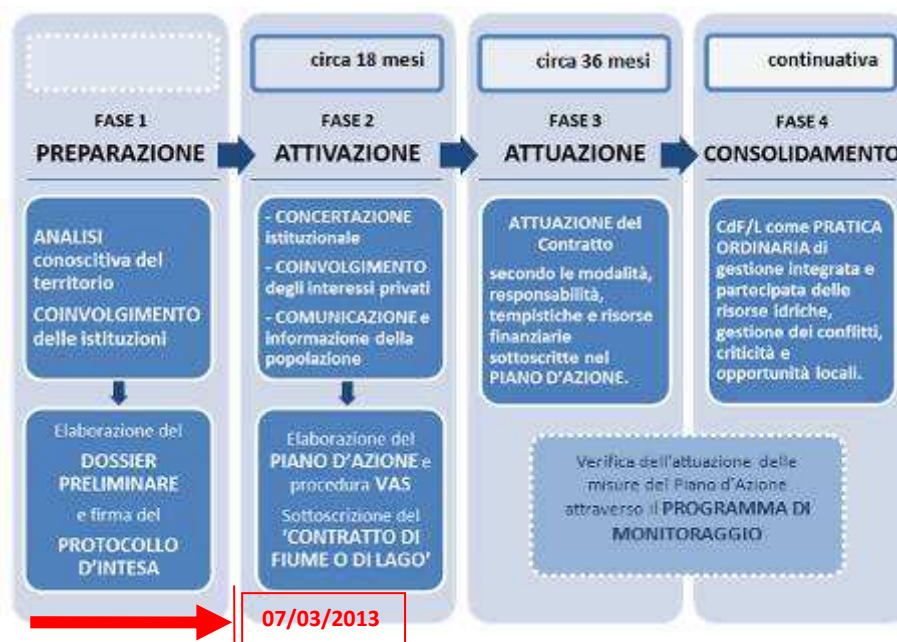 FASE 1
PREPARAZIONE
ANALISI
conoscitiva del
territorio
COINVOLGIMENTO
delle istituzioni
Elaborazione del
DOSSIER
PRELIMINARE
e firma del
PROTOCOLLO
D'INTESA
circa 18 mesi
FASE 2
ATTIVAZIONE
- CONCERTAZIONE
istituzionale
- COINVOLGIMENTO
degli interessi privati
- COMUNICAZIONE e
informazione della
popolazione
Elaborazione del
PIANO D'AZIONE e
procedura VAS
Sottoscrizione del
'CONTRATTO DI
FIUME O DI LAGO'
circa 36 mesi
FASE 3
ATTUAZIONE
ATTUAZIONE del
Contratto
secondo le modalità,
responsabilità,
tempistiche e risorse
finanziarie
sottoscritte nel
PIANO D'AZIONE.
continuativa
FASE 4
CONSOLIDAMENTO
CdF/L come PRATICA
ORDINARIA di
gestione integrata e
partecipata delle
risorse idriche,
gestione dei conflitti,
criticità e
opportunità locali.
Verifica dell'attuazione delle
misure del Piano d'Azione
attraverso il PROGRAMMA DI
MONITORAGGIO
07/03/2013